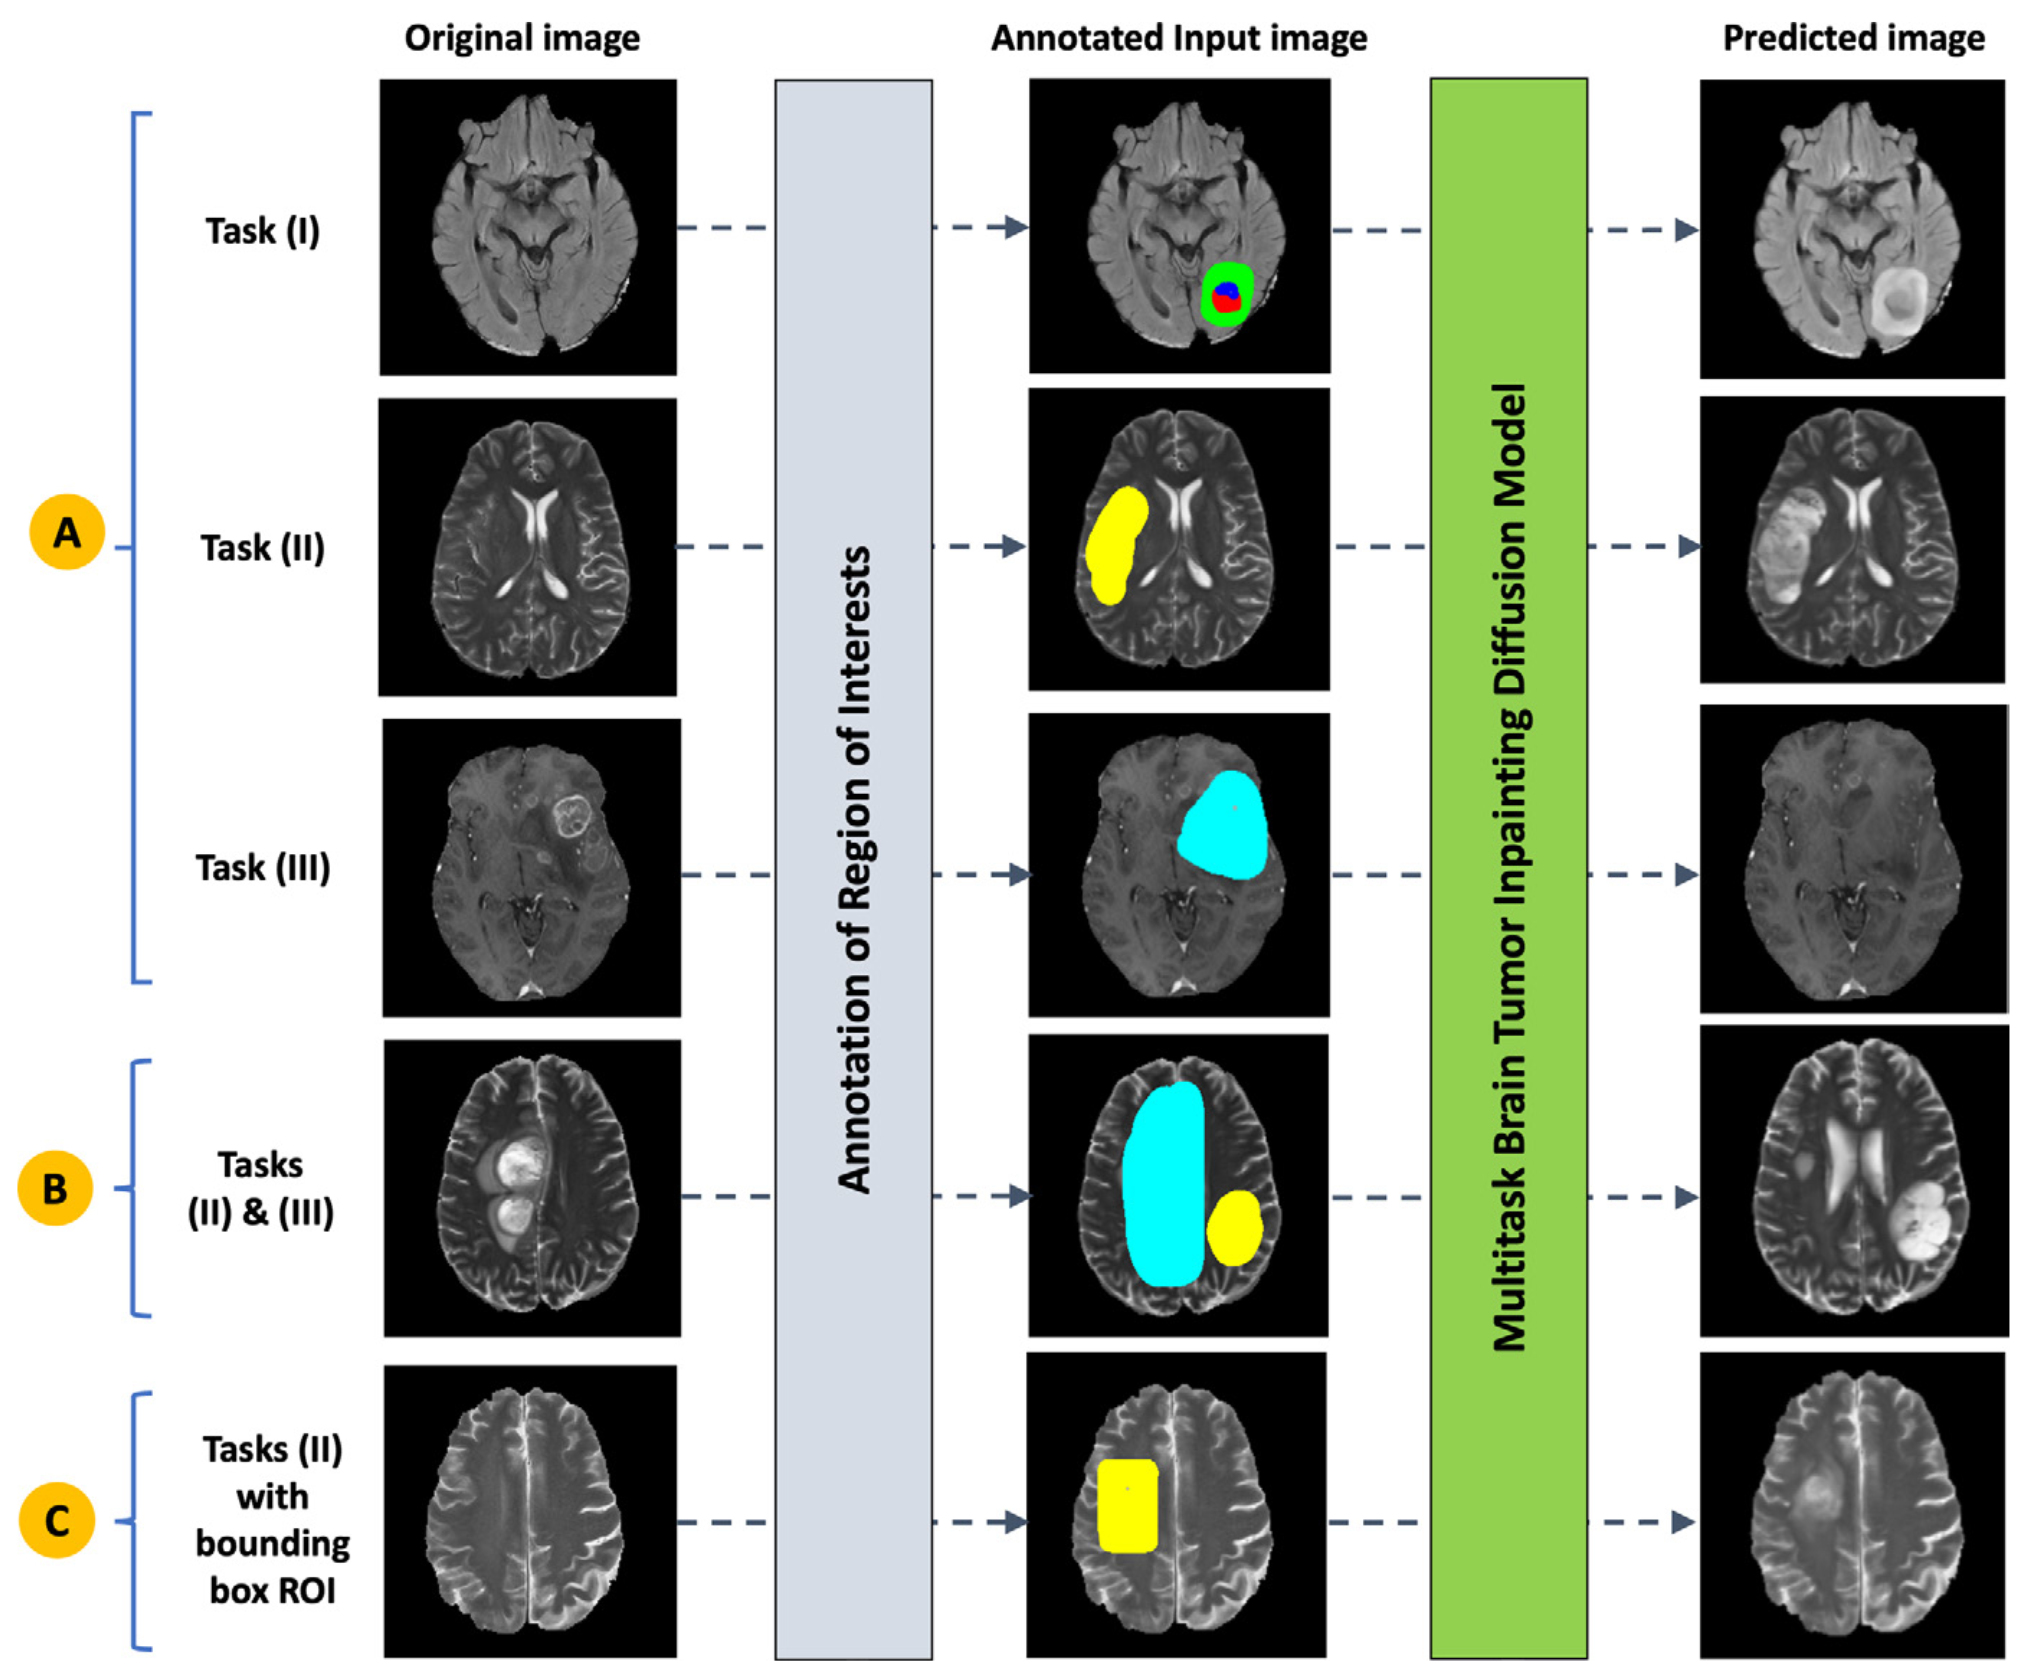 Original image
Annotated Input image
Predicted image
A
Task (I)
Task (II)
Task (III)
B
Tasks
(II) & (III)
C
Tasks (II)
with
bounding
box ROI
Annotation of Region of Interests
Multitask Brain Tumor Inpainting Diffusion Model